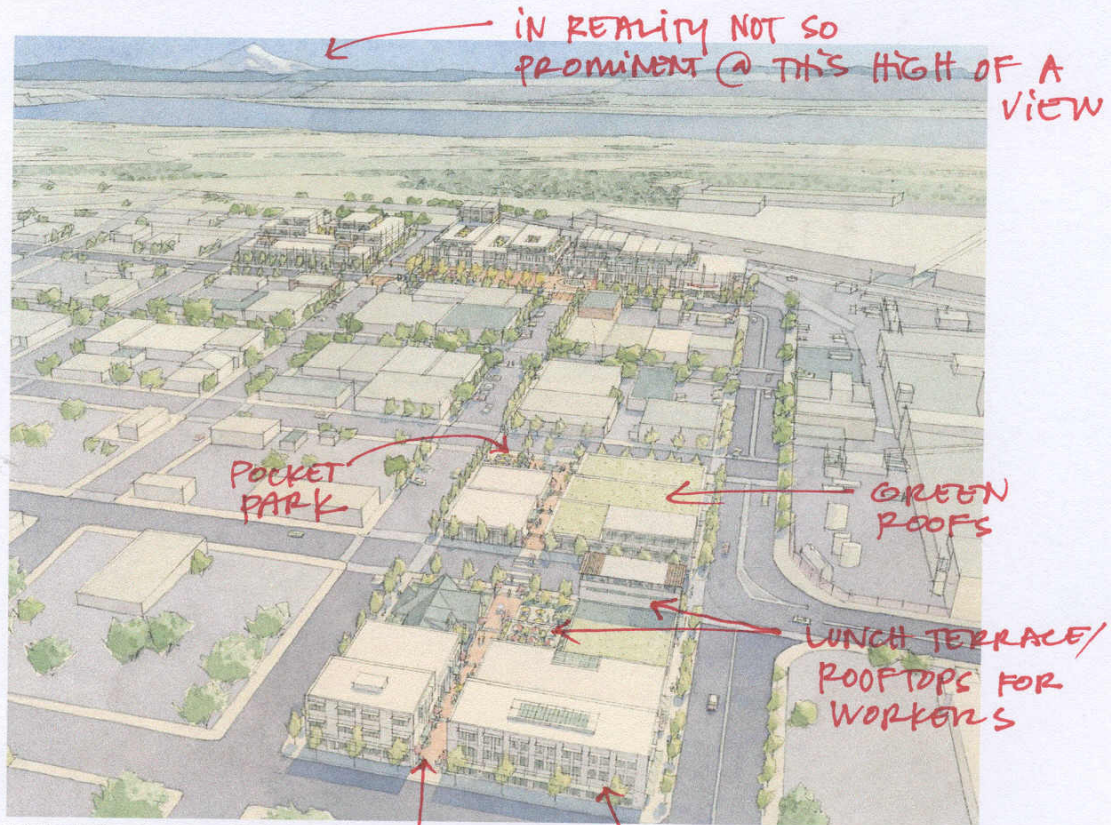 iN REALiTY NOT SO
PROMiNENT @ THiS HiGH OF A
ViEW
POCKET
PARK
GREEN
ROOFS
LUNCH TERRACE/
ROOFTOPS FOR
WORKERS